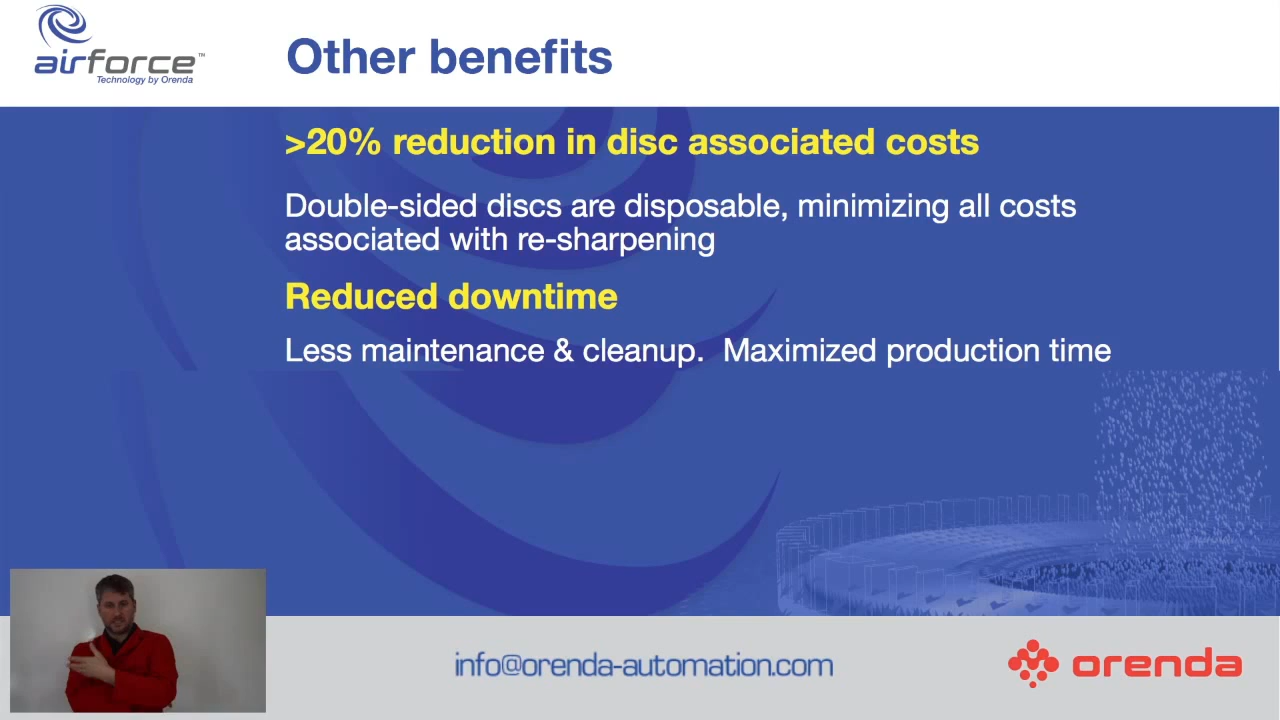 airforce™
Technology by Orenda
Other benefits
>20% reduction in disc associated costs
Double-sided discs are disposable, minimizing all costs
associated with re-sharpening
Reduced downtime
Less maintenance & cleanup. Maximized production time
info@orenda-automation.com
orenda